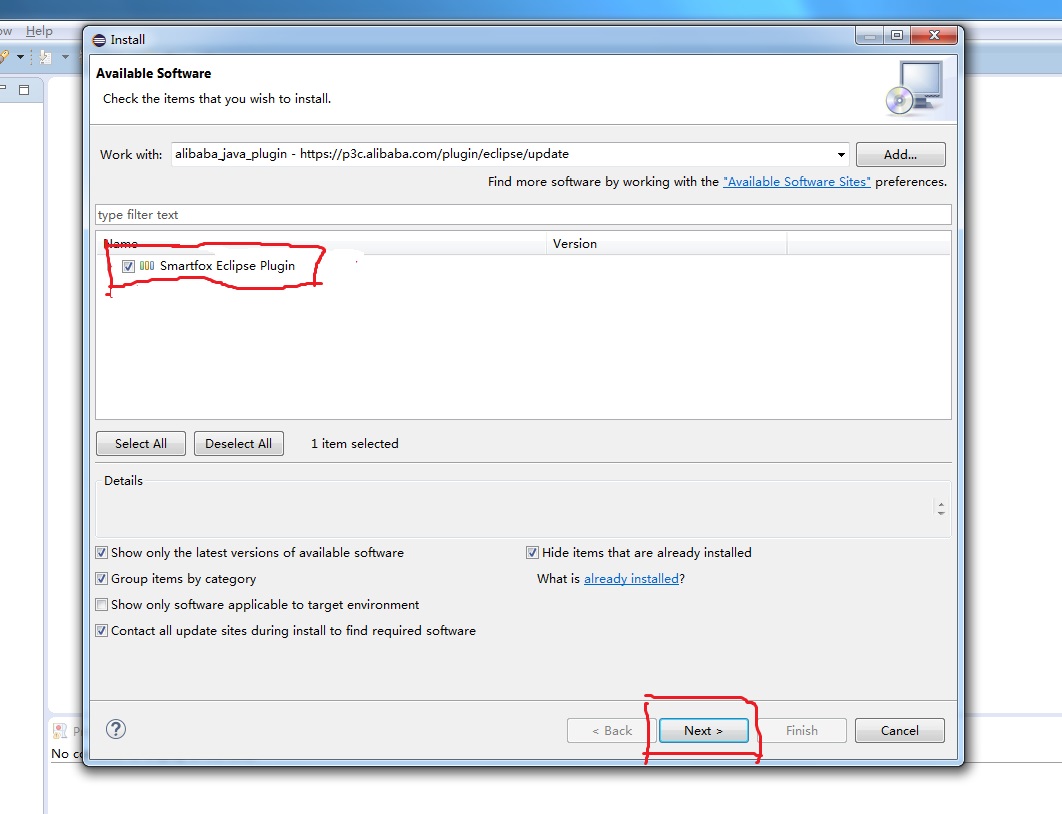 ow Help
Install
Available Software
Check the items that you wish to install.
Work with: alibaba_java_plugin - https://p3c.alibaba.com/plugin/eclipse/update Add...
Find more software by working with the "Available Software Sites" preferences.
type filter text
Name Version
Smartfox Eclipse Plugin
Select All Deselect All 1 item selected
Details
Show only the latest versions of available software Hide items that are already installed
Group items by category What is already installed?
Show only software applicable to target environment
Contact all update sites during install to find required software
? < Back Next > Finish Cancel
P
No co